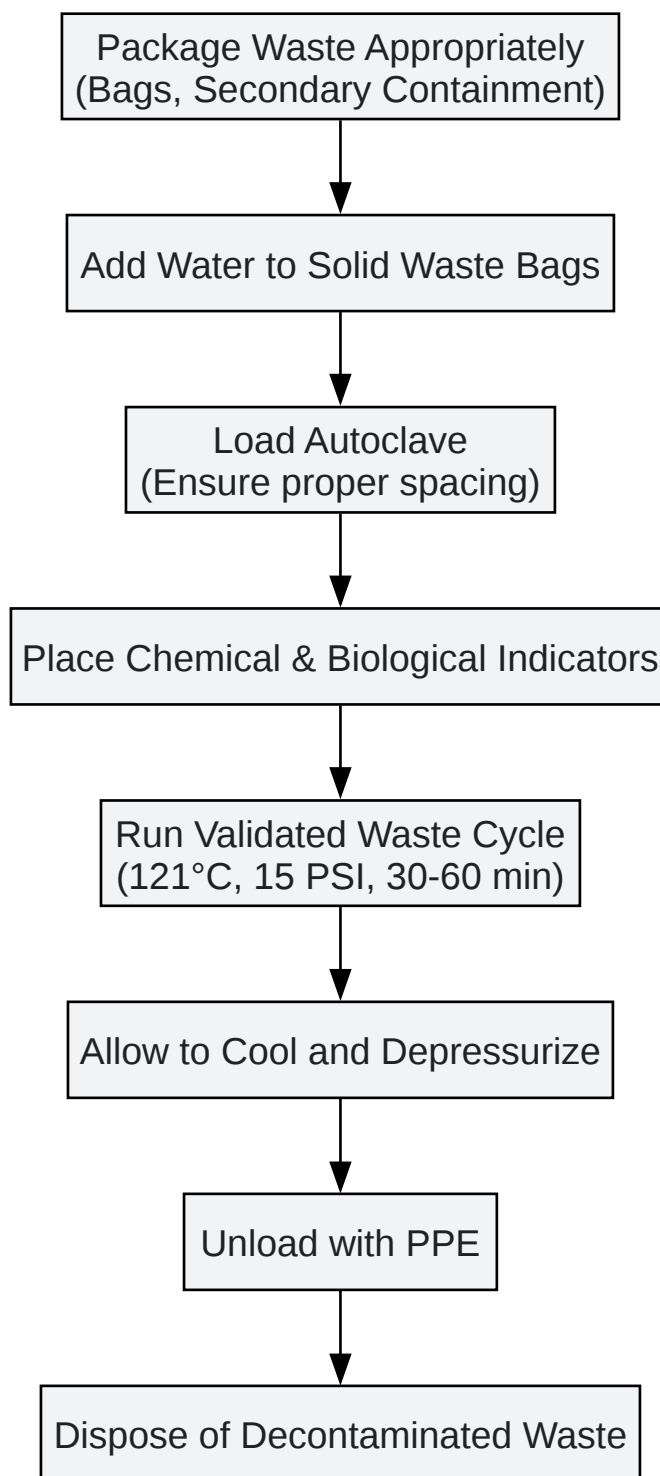 Package Waste Appropriately
(Bags, Secondary Containment)
Add Water to Solid Waste Bags
Load Autoclave
(Ensure proper spacing)
Place Chemical & Biological Indicators
Run Validated Waste Cycle
(121°C, 15 PSI, 30-60 min)
Allow to Cool and Depressurize
Unload with PPE
Dispose of Decontaminated Waste